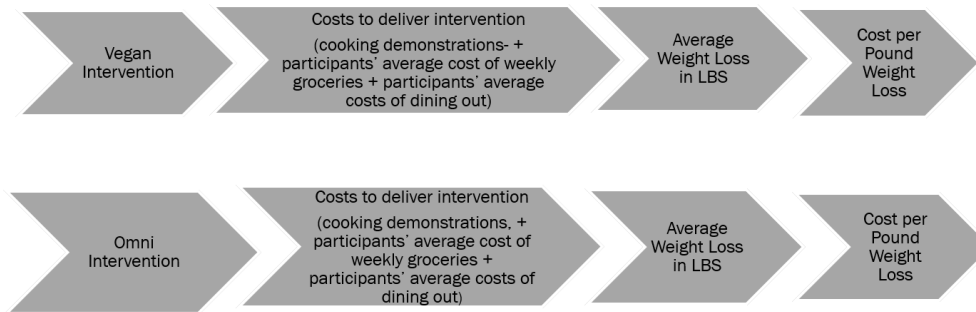 Vegan
Intervention
Costs to deliver intervention
(cooking demonstrations- +
participants' average cost of weekly
groceries + participants' average
costs of dining out)
Average
Weight Loss
in LBS
Cost per
Pound
Weight
Loss
Omni
Intervention
Costs to deliver intervention
(cooking demonstrations, +
participants' average cost of
weekly groceries +
participants' average costs of
dining out)
Average
Weight Loss
in LBS
Cost per
Pound
Weight
Loss